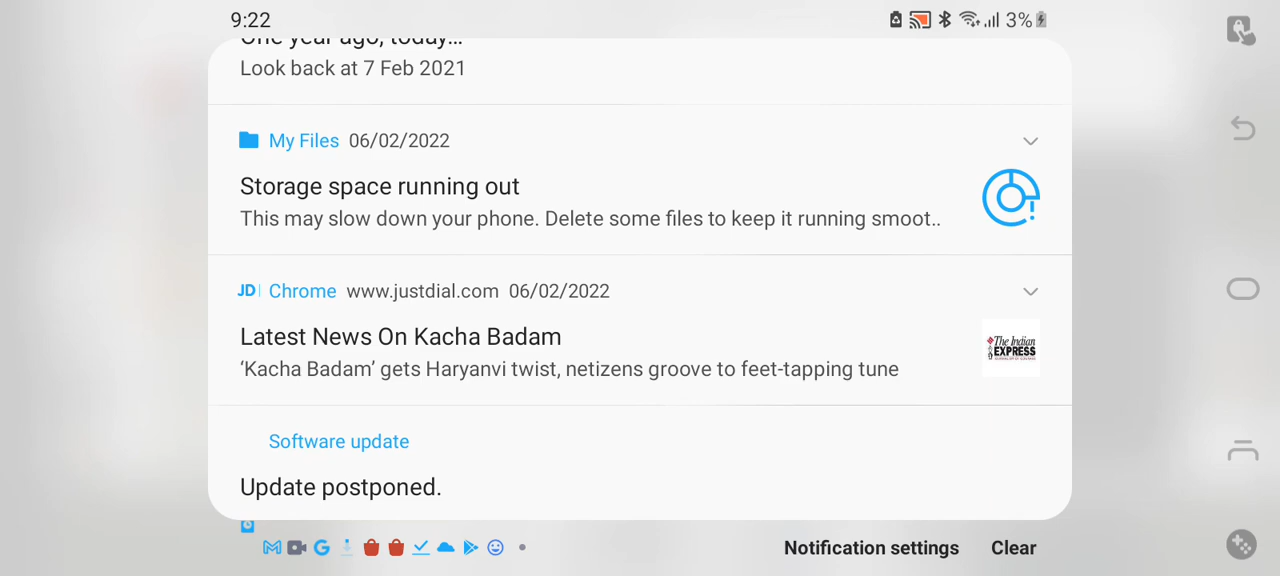 9:22
3%
One year ago, today...
Look back at 7 Feb 2021
My Files 06/02/2022
Storage space running out
This may slow down your phone. Delete some files to keep it running smoot..
JD Chrome www.justdial.com 06/02/2022
Latest News On Kacha Badam
The Indian
EXPRESS
‘Kacha Badam’ gets Haryanvi twist, netizens groove to feet-tapping tune
Software update
Update postponed.
Notification settings Clear